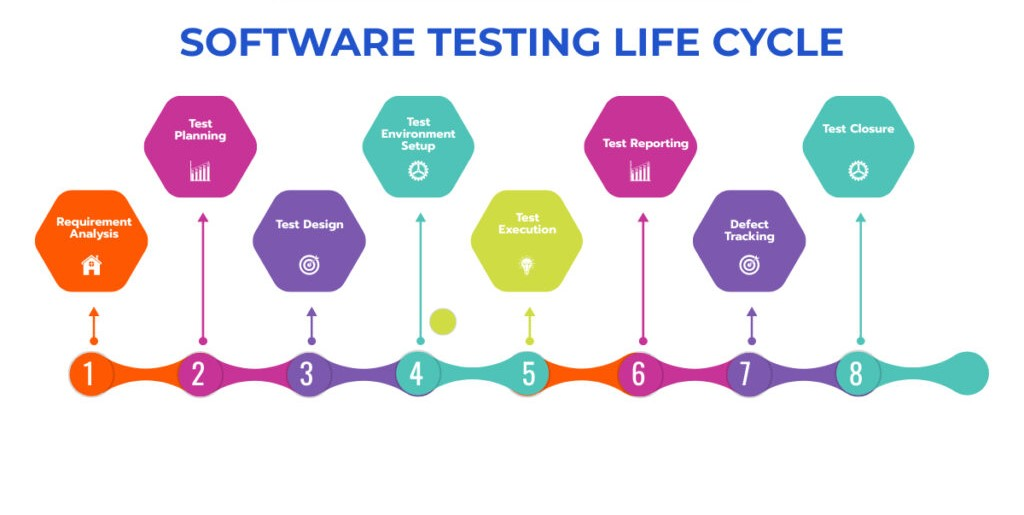 SOFTWARE TESTING LIFE CYCLE
Requirement
Analysis
Test
Planning
Test Design
Test
Environment
Setup
Test
Execution
Test Reporting
Defect
Tracking
Test Closure
1
2
3
4
5
6
7
8